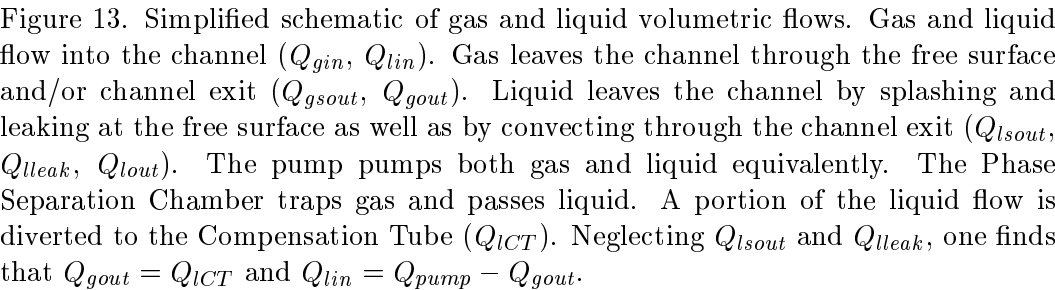 Figure 13. Simplified schematic of gas and liquid volumetric flows. Gas and liquid
flow into the channel (Q_gin, Q_lin). Gas leaves the channel through the free surface
and/or channel exit (Q_gsout, Q_gout). Liquid leaves the channel by splashing and
leaking at the free surface as well as by convecting through the channel exit (Q_lsout,
Q_lleak, Q_lout). The pump pumps both gas and liquid equivalently. The Phase
Separation Chamber traps gas and passes liquid. A portion of the liquid flow is
diverted to the Compensation Tube (Q_lCT). Neglecting Q_lsout and Q_lleak, one finds
that Q_gout = Q_lCT and Q_lin = Q_pump − Q_gout.